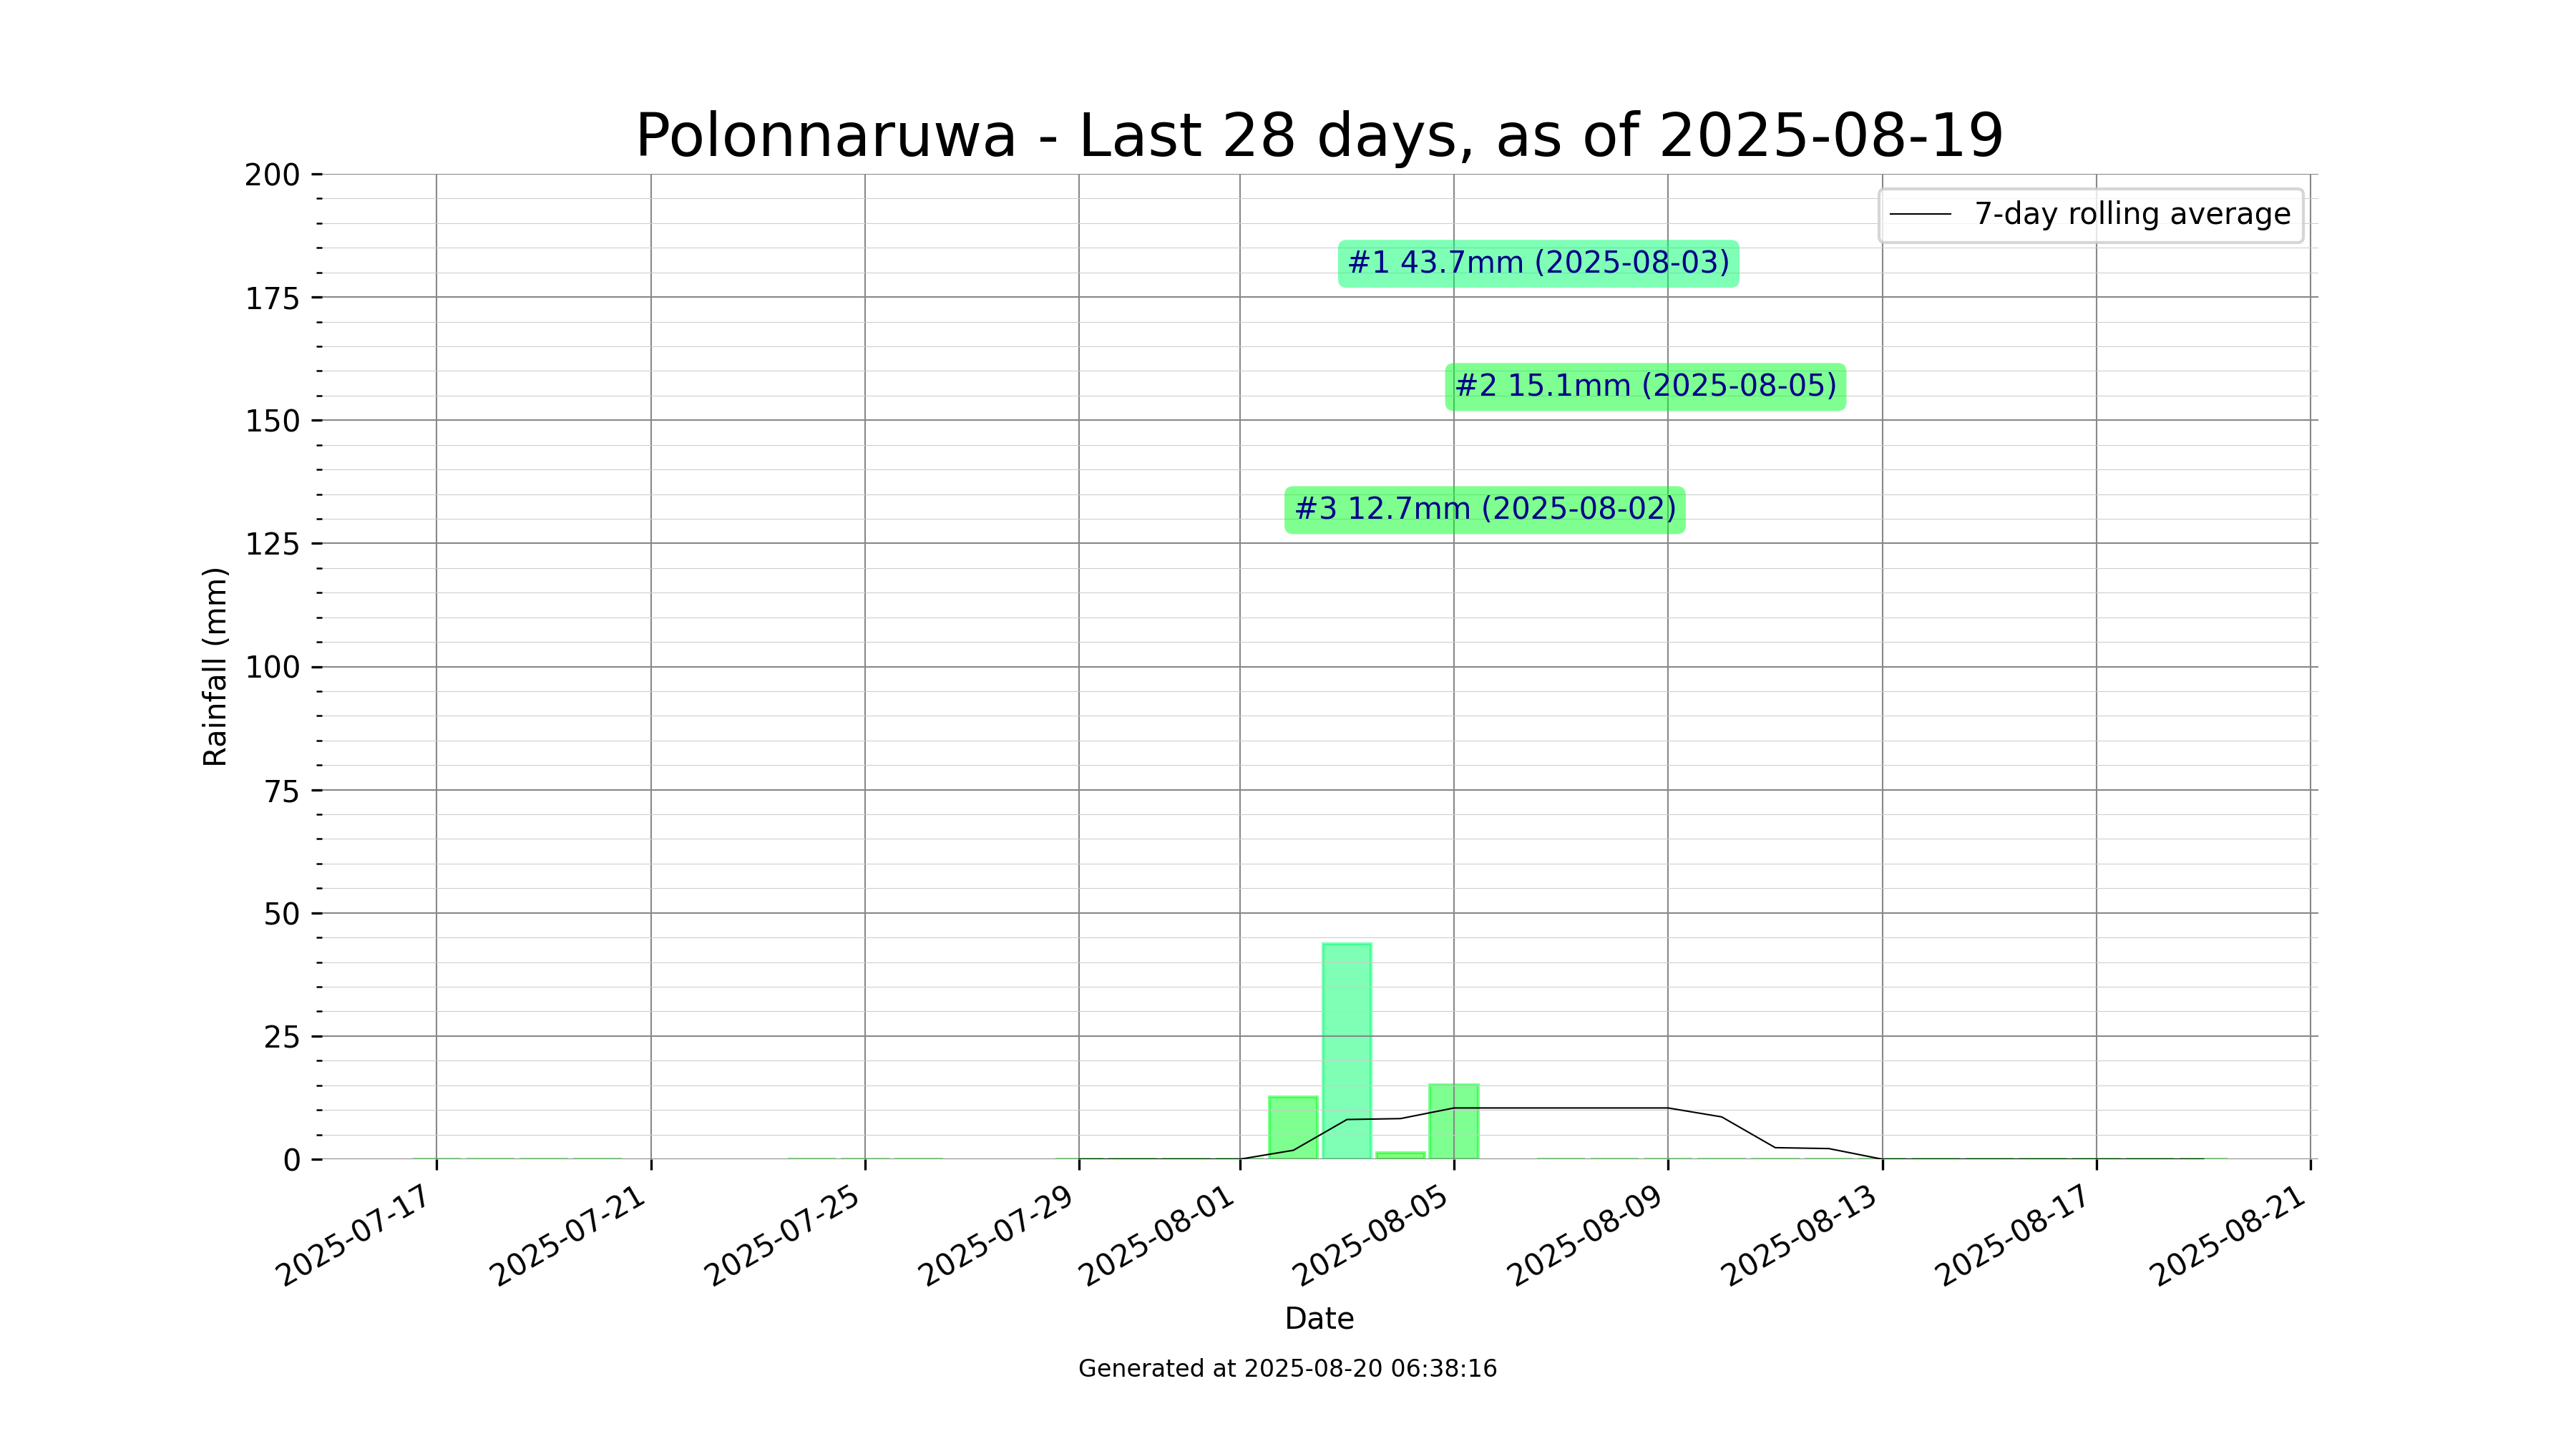 Polonnaruwa - Last 28 days, as of 2025-08-19
200
175
150
125
100
75
50
25
0
Rainfall (mm)
7-day rolling average
#1 43.7mm (2025-08-03)
#2 15.1mm (2025-08-05)
#3 12.7mm (2025-08-02)
2025-07-17
2025-07-21
2025-07-25
2025-07-29
2025-08-01
2025-08-05
2025-08-09
2025-08-13
2025-08-17
2025-08-21
Date
Generated at 2025-08-20 06:38:16